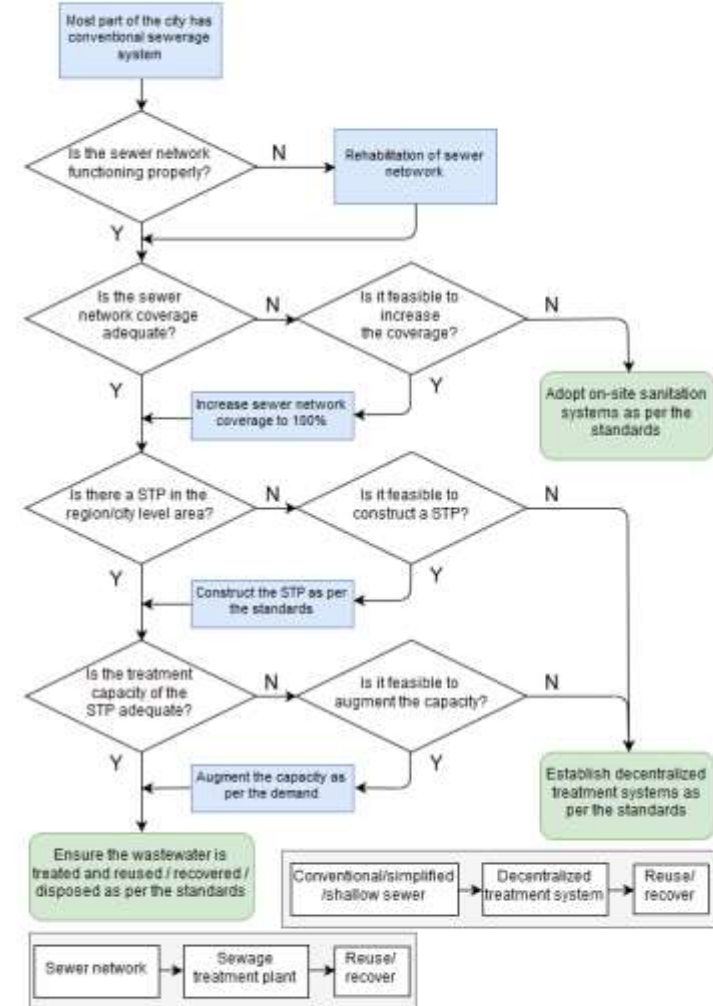 Most part of the city has
conventional sewerage
system
Is the sewer network
functioning properly?
N
Rehabilitation of sewer
netowork
Y
Is the sewer
network coverage
adequate?
N
Is it feasible to
increase
the coverage?
N
Y
Y
Increase sewer network
coverage to 100%
Adopt on-site sanitation
systems as per the
standards
Is there a STP in the
region/city level area?
N
Is it feasible to
construct a STP?
N
Y
Y
Construct the STP as per
the standards
Is the treatment
capacity of the
STP adequate?
N
Is it feasible to
augment the capacity?
N
Y
Y
Augment the capacity as
per the demand
Establish decentralized
treatment systems as
per the standards
Ensure the wastewater is
treated and reused / recovered /
disposed as per the standards
Conventional/simplified
/shallow sewer
Decentralized
treatment system
Reuse/
recover
Sewer network
Sewage
treatment plant
Reuse/
recover